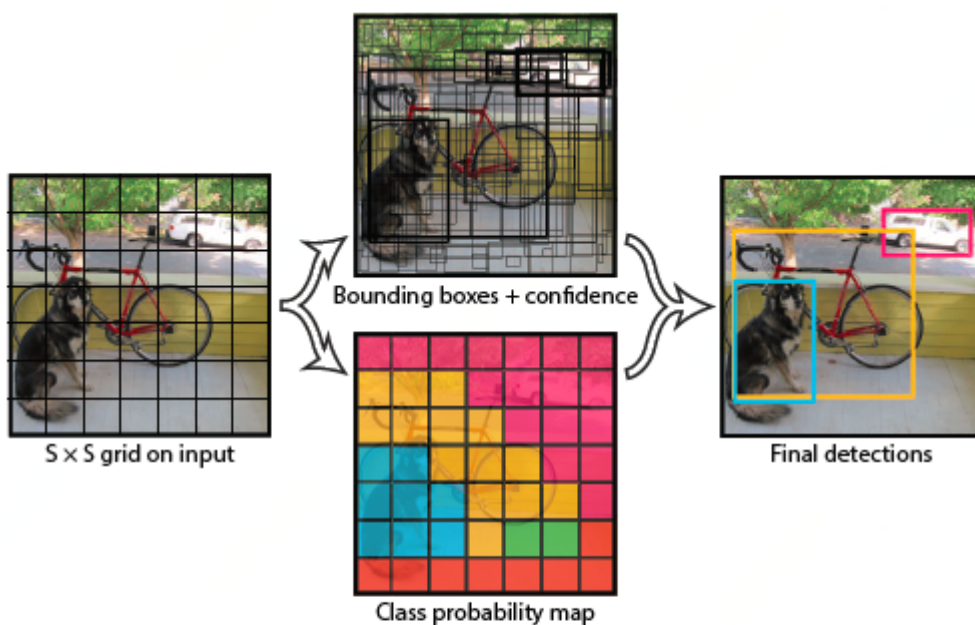 Bounding boxes + confidence
S × S grid on input
Final detections
Class probability map